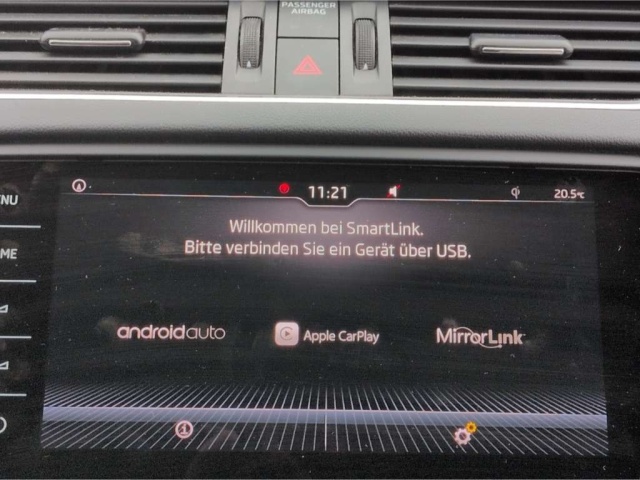 PASSENGER
AIRBAG
11:21
20.5°C
Willkommen bei SmartLink.
Bitte verbinden Sie ein Gerät über USB.
androidauto
Apple CarPlay
MirrorLink